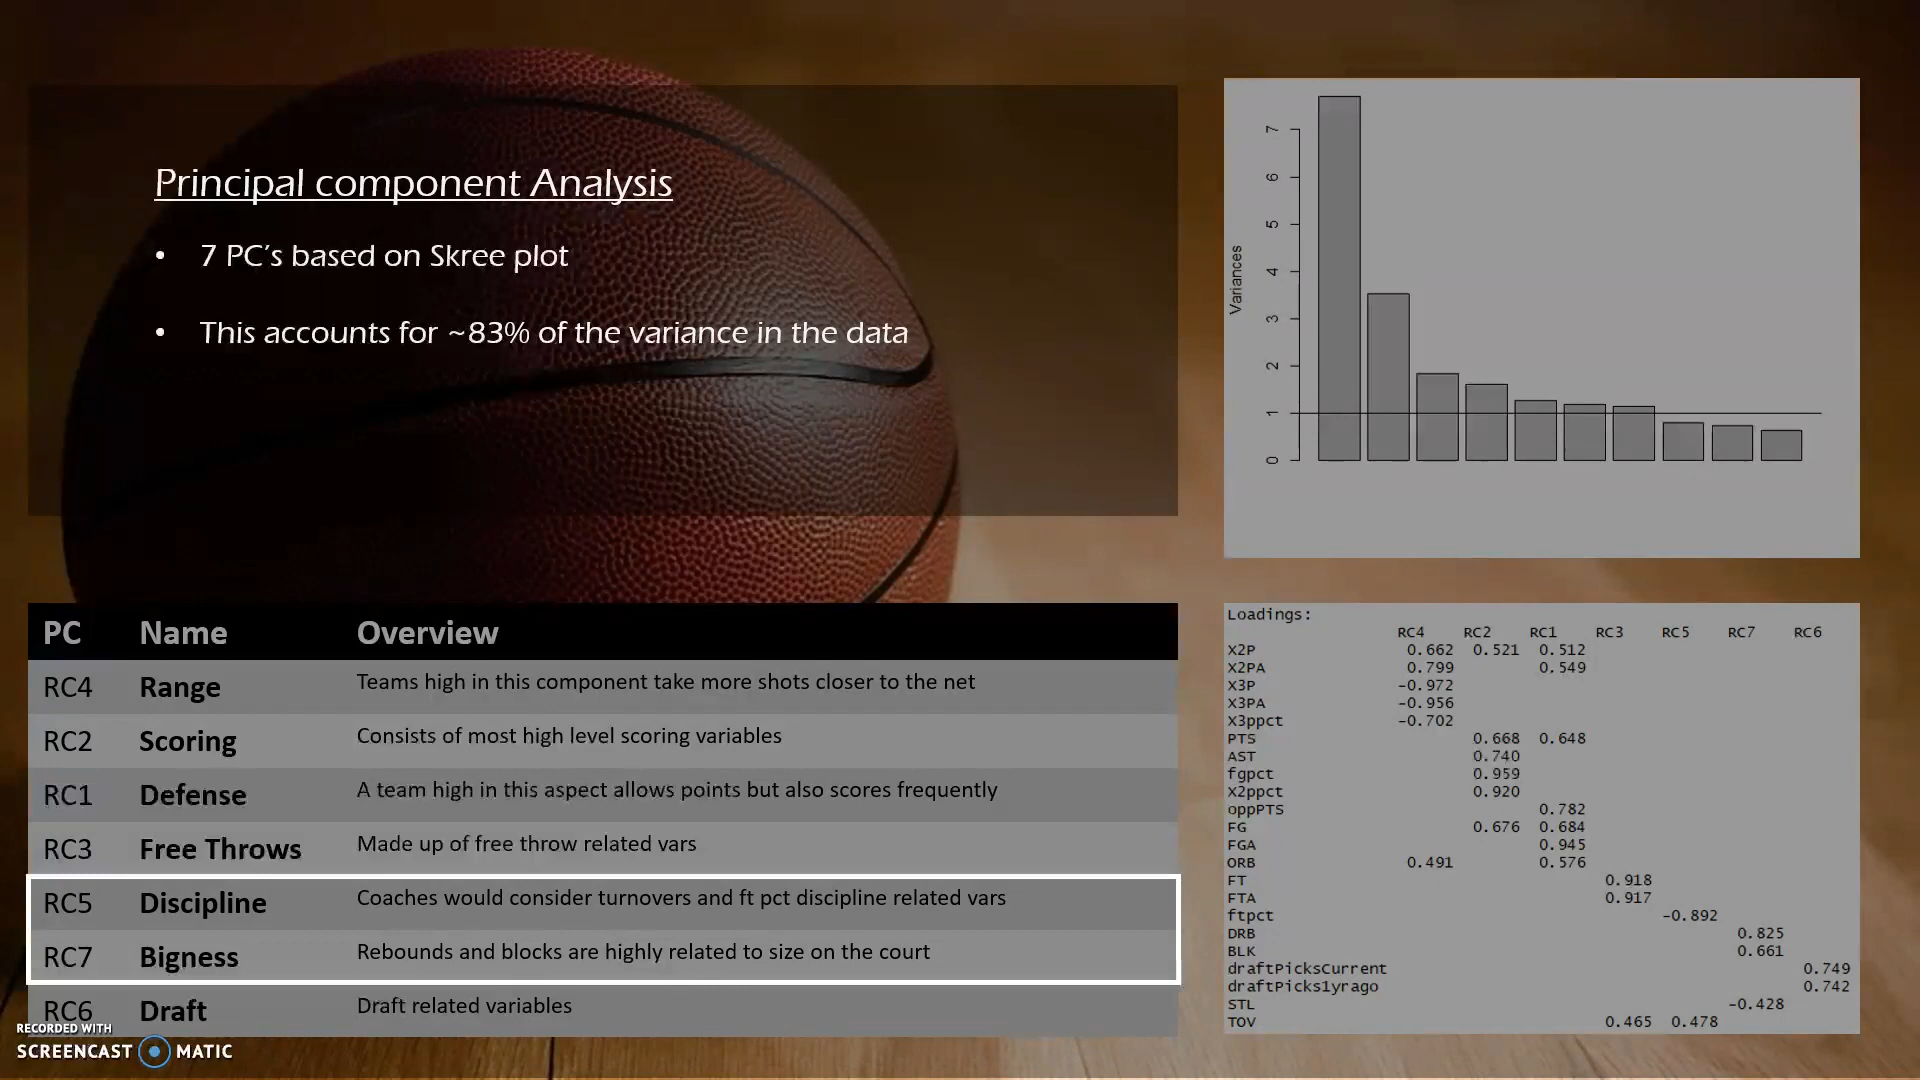 Principal component Analysis
• 7 PC's based on Skree plot
• This accounts for ~83% of the variance in the data
Variances
7
6
5
4
3
2
1
0
PC Name Overview
RC4 Range Teams high in this component take more shots closer to the net
RC2 Scoring Consists of most high level scoring variables
RC1 Defense A team high in this aspect allows points but also scores frequently
RC3 Free Throws Made up of free throw related vars
RC5 Discipline Coaches would consider turnovers and ft pct discipline related vars
RC7 Bigness Rebounds and blocks are highly related to size on the court
RC6 Draft Draft related variables
Loadings:
RC4 RC2 RC1 RC3 RC5 RC7 RC6
X2P 0.662 0.521 0.512
X2PA 0.799 0.549
X3P -0.972
X3PA -0.956
X3ppct -0.702
PTS 0.668 0.648
AST 0.740
fgpct 0.959
x2ppct 0.920
oppPTS 0.782
FG 0.676 0.684
FGA 0.945
ORB 0.491 0.576
FT 0.918
FTA 0.917
ftpct -0.892
DRB 0.825
BLK 0.661
draftPicksCurrent 0.749
draftPicks1yrago 0.742
STL -0.428
TOV 0.465 0.478
RECORDED WITH
SCREENCAST MATIC